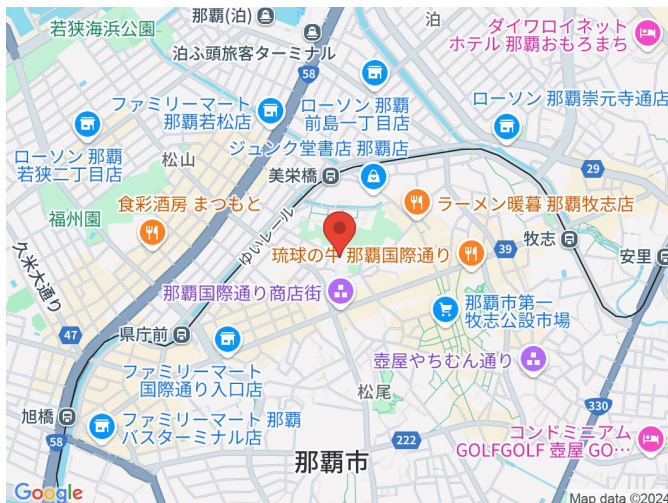 若狭海浜公園
那覇(泊)
泊
ダイワロイネット
ホテル 那覇おもろまち
泊ふ頭旅客ターミナル
58
ファミリーマート
那覇若松店
ローソン 那覇
前島一丁目店
ローソン 那覇崇元寺通店
ローソン 那覇
若狭二丁目店
松山
ジュンク堂書店 那覇店
美栄橋
29
福州園
食彩酒房 まつもと
ラーメン暖暮 那覇牧志店
ゆいレール
久米大通り
琉球の牛 那覇国際通り
39
牧志
安里
那覇国際通り商店街
那覇市第一
牧志公設市場
47
県庁前
ファミリーマート
国際通り入口店
壺屋やちむん通り
松尾
旭橋
58
ファミリーマート 那覇
バスターミナル店
222
330
コンドミニアム
GOLFGOLF 壺屋 GO…
那覇市
Google
Map data ©2024